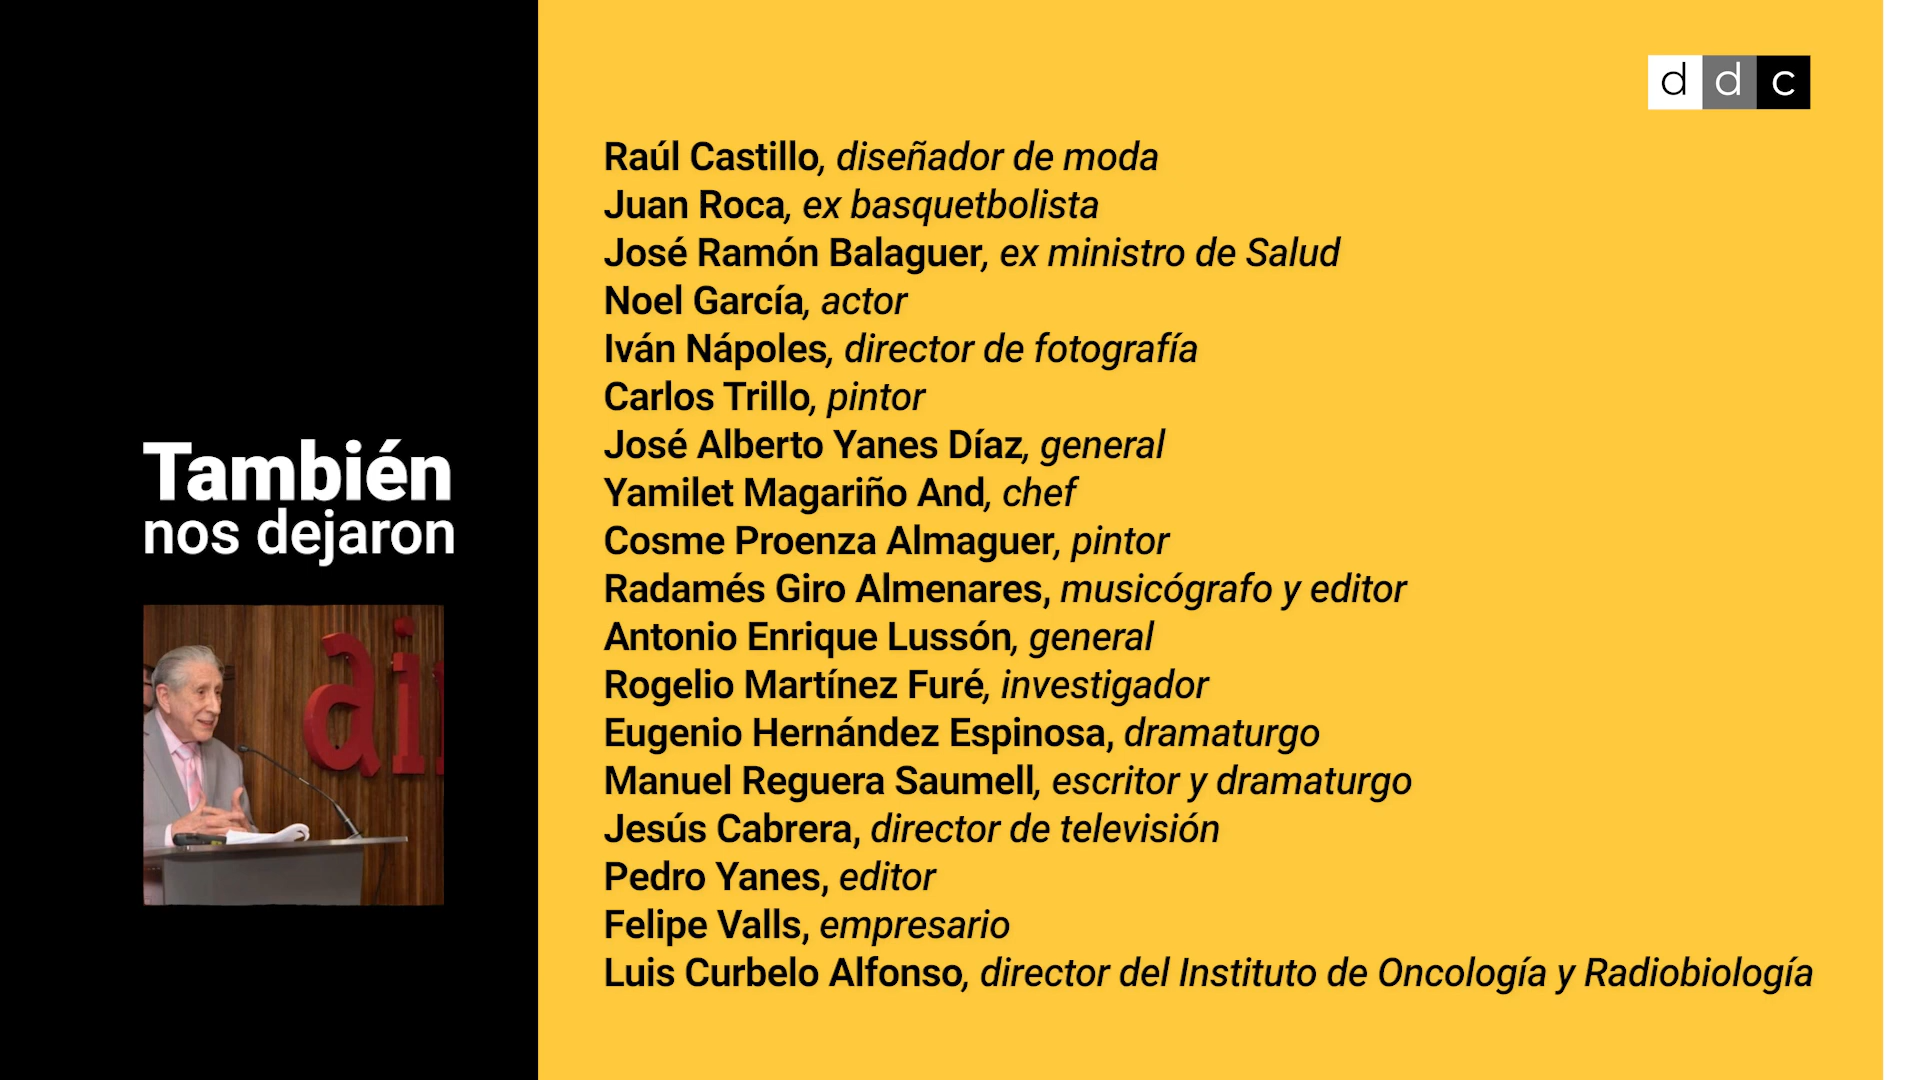 También
nos dejaron
ddc
Raúl Castillo, diseñador de moda
Juan Roca, ex basquetbolista
José Ramón Balaguer, ex ministro de Salud
Noel García, actor
Iván Nápoles, director de fotografía
Carlos Trillo, pintor
José Alberto Yanes Díaz, general
Yamilet Magariño And, chef
Cosme Proenza Almaguer, pintor
Radamés Giro Almenares, musicógrafo y editor
Antonio Enrique Lussón, general
Rogelio Martínez Furé, investigador
Eugenio Hernández Espinosa, dramaturgo
Manuel Reguera Saumell, escritor y dramaturgo
Jesús Cabrera, director de televisión
Pedro Yanes, editor
Felipe Valls, empresario
Luis Curbelo Alfonso, director del Instituto de Oncología y Radiobiología